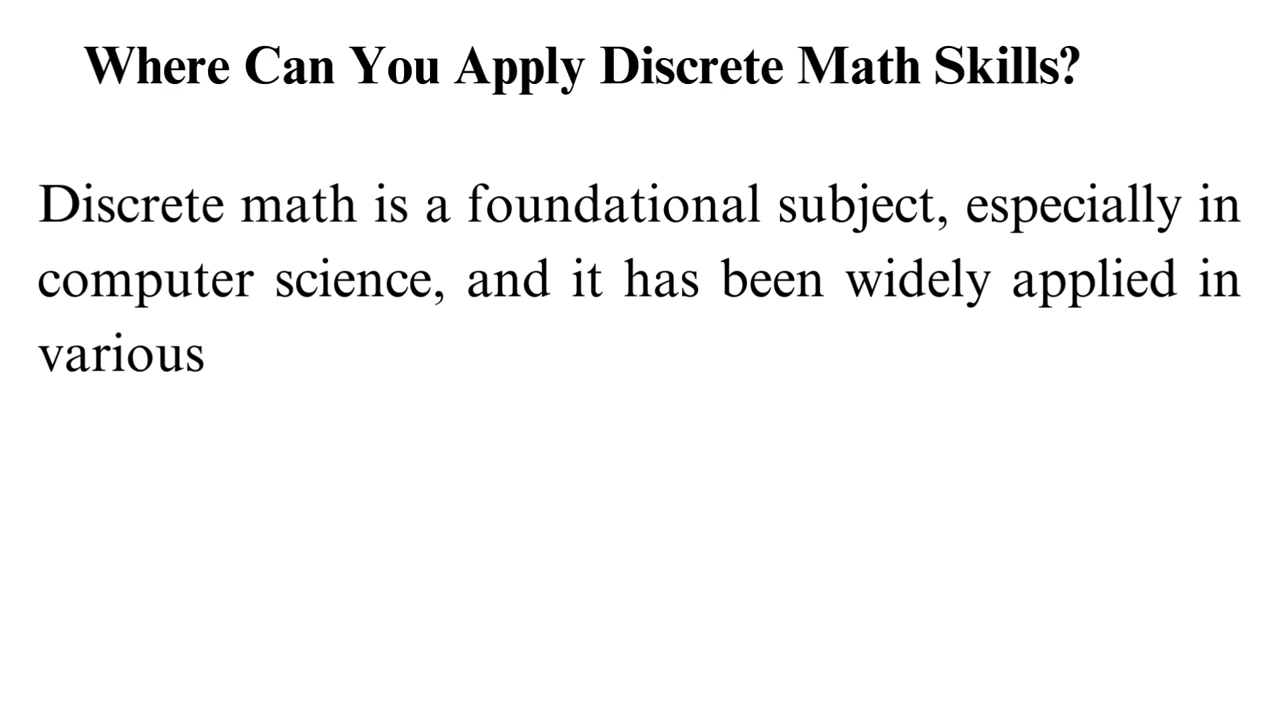 Where Can You Apply Discrete Math Skills?
Discrete math is a foundational subject, especially in
computer science, and it has been widely applied in
various